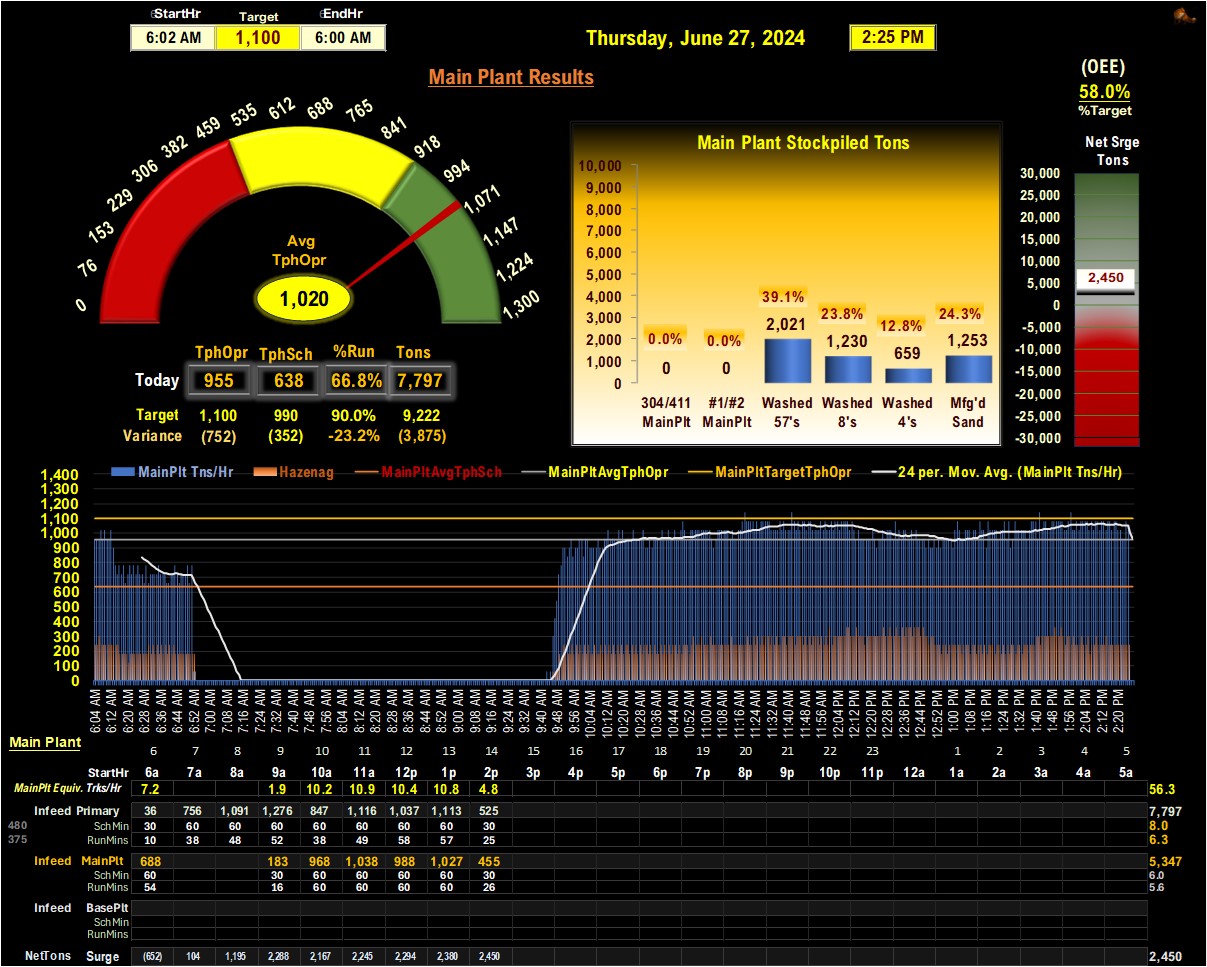 StartHr Target EndHr
6:02 AM 1,100 6:00 AM
Thursday, June 27, 2024 2:25 PM
Main Plant Results
(OEE)
58.0%
%Target
0 76 153 229 306 382 459 535 612 688 765 841 918 994 1,071 1,147 1,224 1,300
Avg
TphOpr
1,020
TphOpr TphSch %Run Tons
Today 955 638 66.8% 7,797
Target 1,100 990 90.0% 9,222
Variance (752) (352) -23.2% (3,875)
Main Plant Stockpiled Tons
10,000
9,000
8,000
7,000
6,000
5,000
4,000
3,000
2,000
1,000
0
0.0% 0.0% 39.1% 23.8% 12.8% 24.3%
0 0 2,021 1,230 659 1,253
304/411 #1/#2 Washed Washed Washed Mfg'd
MainPlt MainPlt 57's 8's 4's Sand
Net Srge
Tons
30,000
25,000
20,000
15,000
10,000
5,000
0
-5,000
-10,000
-15,000
-20,000
-25,000
-30,000
2,450
MainPlt Tns/Hr Hazenag MainPltAvgTphSch MainPltAvgTphOpr MainPltTargetTphOpr 24 per. Mov. Avg. (MainPlt Tns/Hr)
1,400
1,300
1,200
1,100
1,000
900
800
700
600
500
400
300
200
100
0
6:04 AM 6:12 AM 6:20 AM 6:28 AM 6:36 AM 6:44 AM 6:52 AM 7:00 AM 7:08 AM 7:16 AM 7:24 AM 7:32 AM 7:40 AM 7:48 AM 7:56 AM 8:04 AM 8:12 AM 8:20 AM 8:28 AM 8:36 AM 8:44 AM 8:52 AM 9:00 AM 9:08 AM 9:16 AM 9:24 AM 9:32 AM 9:40 AM 9:48 AM 9:56 AM 10:04 AM 10:12 AM 10:20 AM 10:28 AM 10:36 AM 10:44 AM 10:52 AM 11:00 AM 11:08 AM 11:16 AM 11:24 AM 11:32 AM 11:40 AM 11:48 AM 11:56 AM 12:04 PM 12:12 PM 12:20 PM 12:28 PM 12:36 PM 12:44 PM 12:52 PM 1:00 PM 1:08 PM 1:16 PM 1:24 PM 1:32 PM 1:40 PM 1:48 PM 1:56 PM 2:04 PM 2:12 PM 2:20 PM
Main Plant
6 7 8 9 10 11 12 13 14 15 16 17 18 19 20 21 22 23 1 2 3 4 5
StartHr 6a 7a 8a 9a 10a 11a 12p 1p 2p 3p 4p 5p 6p 7p 8p 9p 10p 11p 12a 1a 2a 3a 4a 5a
MainPlt Equiv. Trks/Hr 7.2 1.9 10.2 10.9 10.4 10.8 4.8 56.3
Infeed Primary 36 756 1,091 1,276 847 1,116 1,037 1,113 525 7,797
480 SchMin 30 60 60 60 60 60 60 60 30 8.0
375 RunMins 10 38 48 52 38 49 58 57 25 6.3
Infeed MainPlt 688 183 968 1,038 988 1,027 455 5,347
SchMin 60 30 60 60 60 60 30 6.0
RunMins 54 16 60 60 60 60 26 5.6
Infeed BasePlt
SchMin
RunMins
NetTons Surge (652) 104 1,195 2,288 2,167 2,245 2,294 2,380 2,450 2,450